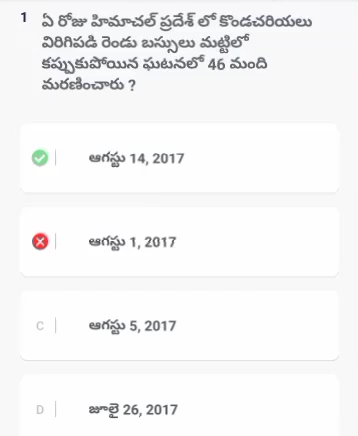 1 ఏ రోజు హిమాచల్ ప్రదేశ్ లో కొండచరియలు
విరిగిపడి రెండు బస్సులు మట్టిలో
కప్పుకుపోయిన ఘటనలో 46 మంది
మరణించారు ?
ఆగస్టు 14, 2017
ఆగస్టు 1, 2017
C ఆగస్టు 5, 2017
D జూలై 26, 2017